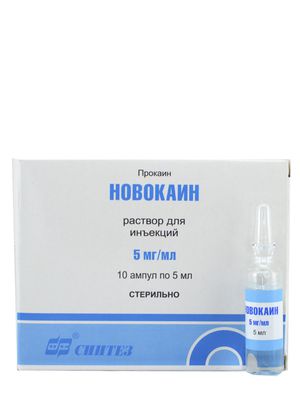 Прокаин
НОВОКАИН
раствор для
инъекций
5 мг/мл
10 ампул по 5 мл
СТЕРИЛЬНО
СИНТЕЗ
НОВОКАИН
5 мг/мл
5 мл